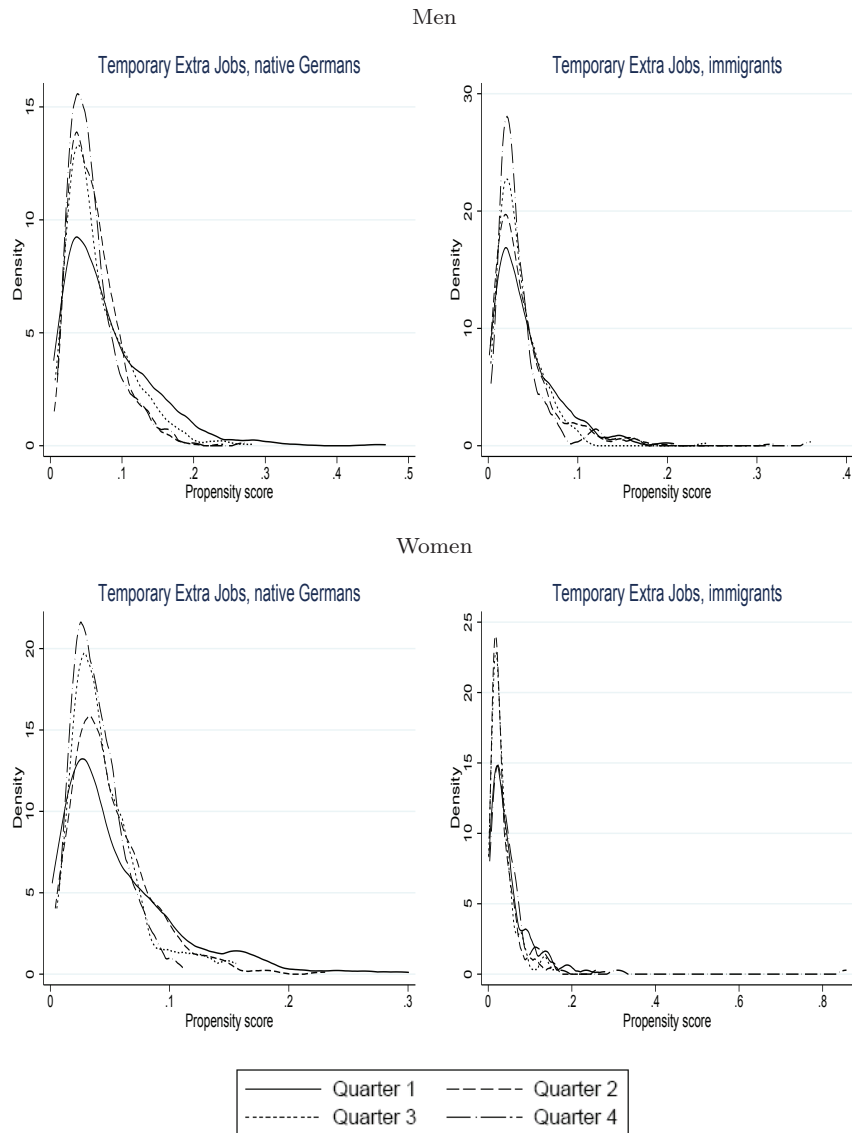 Men
Temporary Extra Jobs, native Germans
Temporary Extra Jobs, immigrants
Density
15
10
5
0
0 .1 .2 .3 .4 .5
Propensity score
Density
30
20
10
0
0 .1 .2 .3 .4
Propensity score
Women
Temporary Extra Jobs, native Germans
Temporary Extra Jobs, immigrants
Density
20
15
10
5
0
0 .1 .2 .3
Propensity score
Density
25
20
15
10
5
0
0 .2 .4 .6 .8
Propensity score
Quarter 1 Quarter 2
Quarter 3 Quarter 4